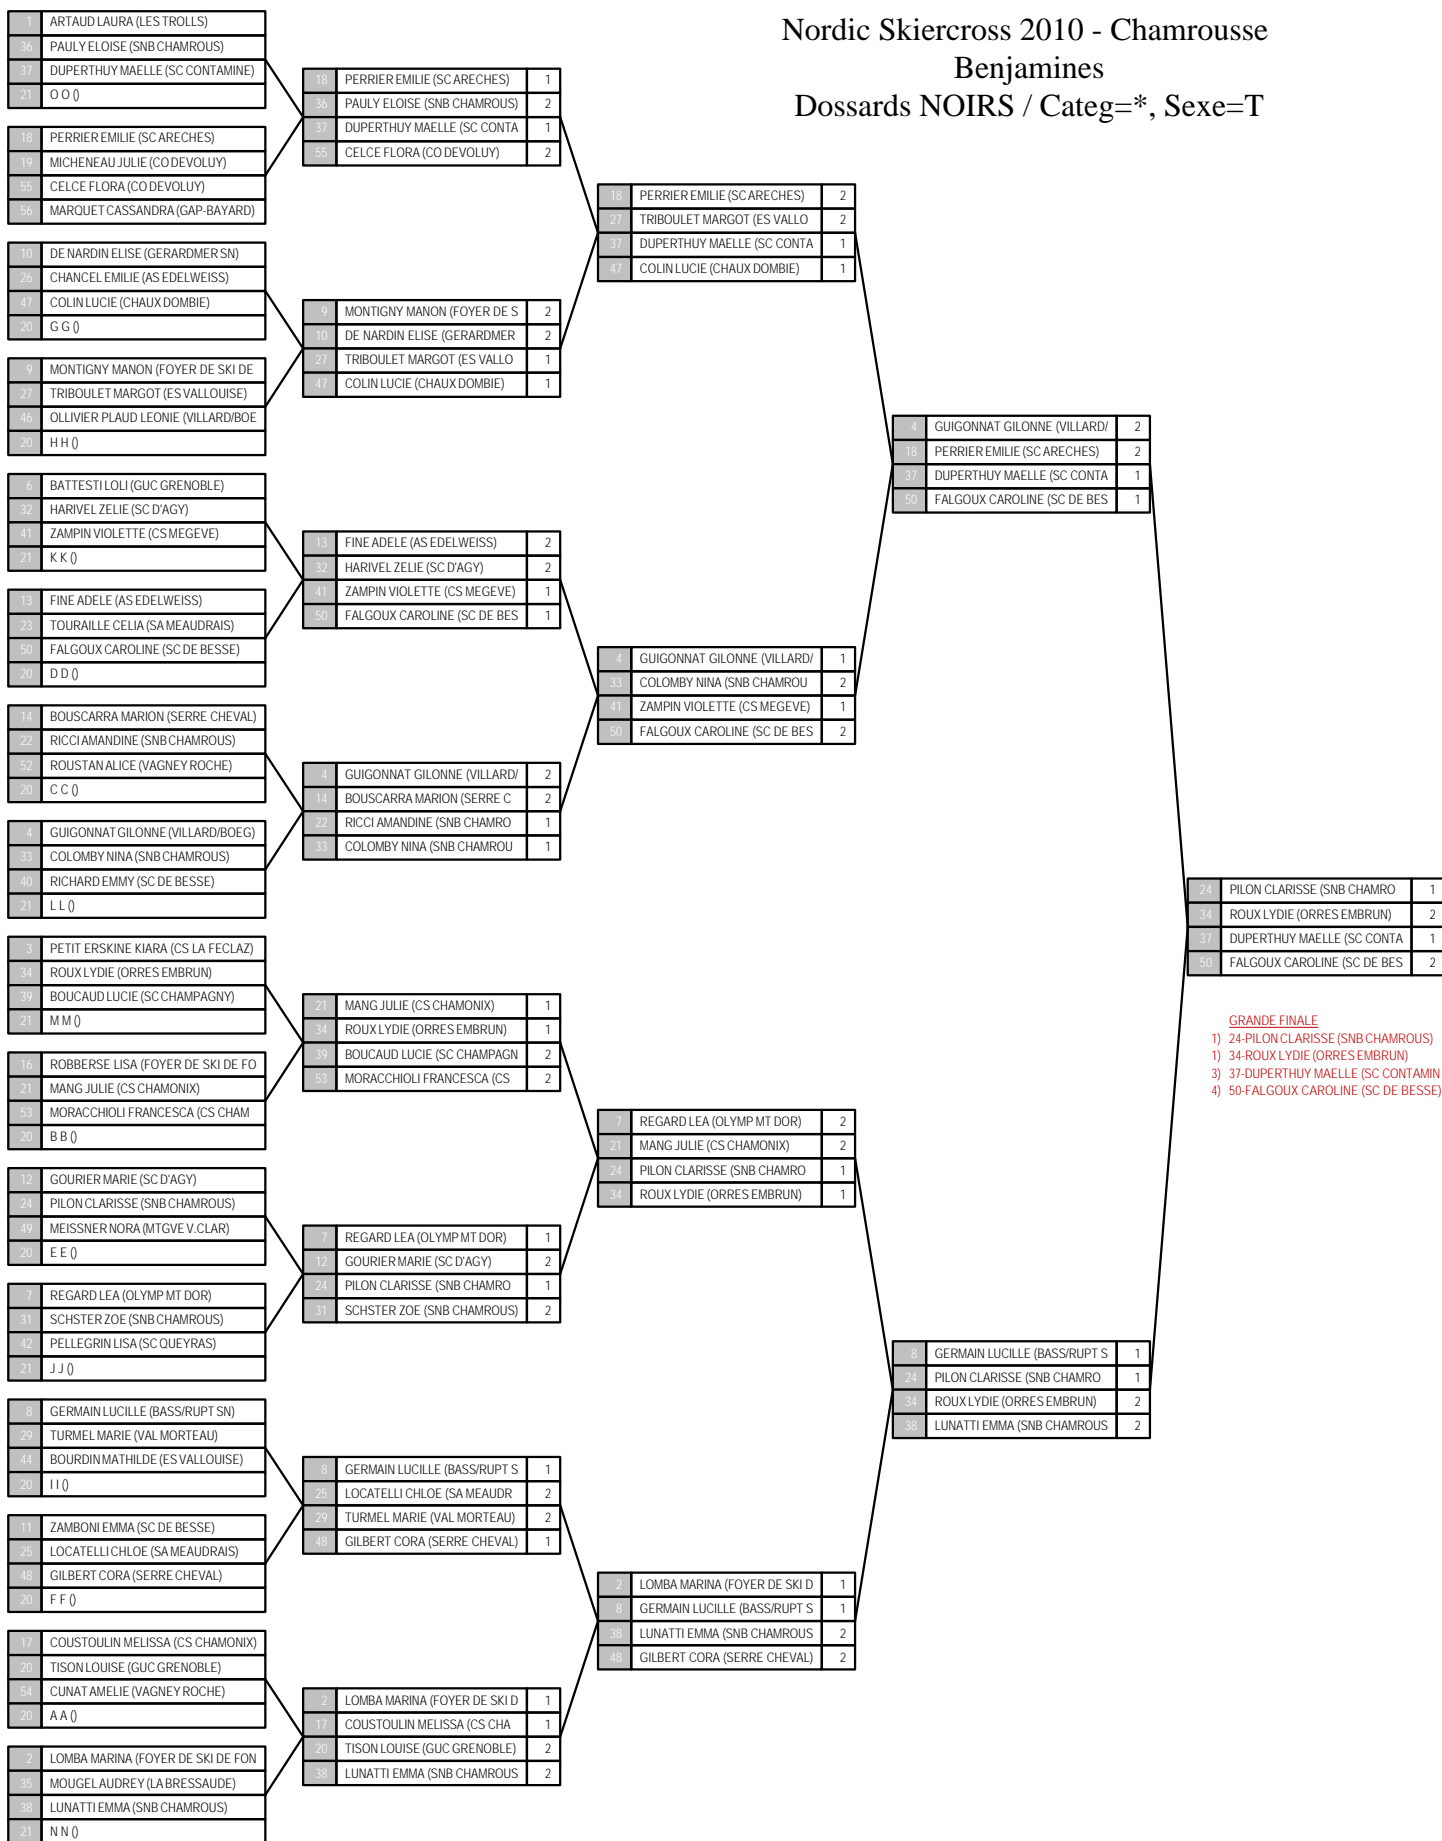 Nordic Skiercross 2010 - Chamrousse
Benjamines
Dossards NOIRS / Categ=*, Sexe=T
1 ARTAUD LAURA (LES TROLLS)
36 PAULY ELOISE (SNB CHAMROUS)
37 DUPERTHUY MAELLE (SC CONTAMINE)
21 O O ()
18 PERRIER EMILIE (SC ARECHES)
19 MICHENEAU JULIE (CO DEVOLUY)
55 CELCE FLORA (CO DEVOLUY)
56 MARQUET CASSANDRA (GAP-BAYARD)
10 DE NARDIN ELISE (GERARDMER SN)
26 CHANCEL EMILIE (AS EDELWEISS)
47 COLIN LUCIE (CHAUX DOMBIE)
20 G G ()
9 MONTIGNY MANON (FOYER DE SKI DE
27 TRIBOULET MARGOT (ES VALLOUISE)
46 OLLIVIER PLAUD LEONIE (VILLARD/BOE
20 H H ()
6 BATTESTI LOLI (GUC GRENOBLE)
32 HARIVEL ZELIE (SC D'AGY)
41 ZAMPIN VIOLETTE (CS MEGEVE)
21 K K ()
13 FINE ADELE (AS EDELWEISS)
23 TOURAILLE CELIA (SA MEAUDRAIS)
50 FALGOUX CAROLINE (SC DE BESSE)
20 D D ()
14 BOUSCARRA MARION (SERRE CHEVAL)
22 RICCI AMANDINE (SNB CHAMROUS)
52 ROUSTAN ALICE (VAGNEY ROCHE)
20 C C ()
4 GUIGONNAT GILONNE (VILLARD/BOEG)
33 COLOMBY NINA (SNB CHAMROUS)
40 RICHARD EMMY (SC DE BESSE)
21 L L ()
3 PETIT ERSKINE KIARA (CS LA FECLAZ)
34 ROUX LYDIE (ORRES EMBRUN)
39 BOUCAUD LUCIE (SC CHAMPAGNY)
21 M M ()
16 ROBBERSE LISA (FOYER DE SKI DE FO
21 MANG JULIE (CS CHAMONIX)
53 MORACCHIOLI FRANCESCA (CS CHAM
20 B B ()
12 GOURIER MARIE (SC D'AGY)
24 PILON CLARISSE (SNB CHAMROUS)
49 MEISSNER NORA (MTGVE V.CLAR)
20 E E ()
7 REGARD LEA (OLYMP MT DOR)
31 SCHSTER ZOE (SNB CHAMROUS)
42 PELLEGRIN LISA (SC QUEYRAS)
21 J J ()
8 GERMAIN LUCILLE (BASS/RUPT SN)
29 TURMEL MARIE (VAL MORTEAU)
44 BOURDIN MATHILDE (ES VALLOUISE)
20 I I ()
11 ZAMBONI EMMA (SC DE BESSE)
25 LOCATELLI CHLOE (SA MEAUDRAIS)
48 GILBERT CORA (SERRE CHEVAL)
20 F F ()
17 COUSTOULIN MELISSA (CS CHAMONIX)
20 TISON LOUISE (GUC GRENOBLE)
54 CUNAT AMELIE (VAGNEY ROCHE)
20 A A ()
2 LOMBA MARINA (FOYER DE SKI DE FON
35 MOUGEL AUDREY (LA BRESSAUDE)
38 LUNATTI EMMA (SNB CHAMROUS)
21 N N ()
18 PERRIER EMILIE (SC ARECHES) 1
36 PAULY ELOISE (SNB CHAMROUS) 2
37 DUPERTHUY MAELLE (SC CONTA 1
55 CELCE FLORA (CO DEVOLUY) 2
9 MONTIGNY MANON (FOYER DE S 2
10 DE NARDIN ELISE (GERARDMER 2
27 TRIBOULET MARGOT (ES VALLO 1
47 COLIN LUCIE (CHAUX DOMBIE) 1
13 FINE ADELE (AS EDELWEISS) 2
32 HARIVEL ZELIE (SC D'AGY) 2
41 ZAMPIN VIOLETTE (CS MEGEVE) 1
50 FALGOUX CAROLINE (SC DE BES 1
4 GUIGONNAT GILONNE (VILLARD/ 2
14 BOUSCARRA MARION (SERRE C 2
22 RICCI AMANDINE (SNB CHAMRO 1
33 COLOMBY NINA (SNB CHAMROU 1
21 MANG JULIE (CS CHAMONIX) 1
34 ROUX LYDIE (ORRES EMBRUN) 1
39 BOUCAUD LUCIE (SC CHAMPAGN 2
53 MORACCHIOLI FRANCESCA (CS 2
7 REGARD LEA (OLYMP MT DOR) 1
12 GOURIER MARIE (SC D'AGY) 2
24 PILON CLARISSE (SNB CHAMRO 1
31 SCHSTER ZOE (SNB CHAMROUS) 2
8 GERMAIN LUCILLE (BASS/RUPT S 1
25 LOCATELLI CHLOE (SA MEAUDR 2
29 TURMEL MARIE (VAL MORTEAU) 2
48 GILBERT CORA (SERRE CHEVAL) 1
2 LOMBA MARINA (FOYER DE SKI D 1
17 COUSTOULIN MELISSA (CS CHA 1
20 TISON LOUISE (GUC GRENOBLE) 2
38 LUNATTI EMMA (SNB CHAMROUS 2
18 PERRIER EMILIE (SC ARECHES) 2
27 TRIBOULET MARGOT (ES VALLO 2
37 DUPERTHUY MAELLE (SC CONTA 1
47 COLIN LUCIE (CHAUX DOMBIE) 1
4 GUIGONNAT GILONNE (VILLARD/ 1
33 COLOMBY NINA (SNB CHAMROU 2
41 ZAMPIN VIOLETTE (CS MEGEVE) 1
50 FALGOUX CAROLINE (SC DE BES 2
7 REGARD LEA (OLYMP MT DOR) 2
21 MANG JULIE (CS CHAMONIX) 2
24 PILON CLARISSE (SNB CHAMRO 1
34 ROUX LYDIE (ORRES EMBRUN) 1
2 LOMBA MARINA (FOYER DE SKI D 1
8 GERMAIN LUCILLE (BASS/RUPT S 1
38 LUNATTI EMMA (SNB CHAMROUS 2
48 GILBERT CORA (SERRE CHEVAL) 2
4 GUIGONNAT GILONNE (VILLARD/ 2
18 PERRIER EMILIE (SC ARECHES) 2
37 DUPERTHUY MAELLE (SC CONTA 1
50 FALGOUX CAROLINE (SC DE BES 1
8 GERMAIN LUCILLE (BASS/RUPT S 1
24 PILON CLARISSE (SNB CHAMRO 1
34 ROUX LYDIE (ORRES EMBRUN) 2
38 LUNATTI EMMA (SNB CHAMROUS 2
24 PILON CLARISSE (SNB CHAMRO 1
34 ROUX LYDIE (ORRES EMBRUN) 2
37 DUPERTHUY MAELLE (SC CONTA 1
50 FALGOUX CAROLINE (SC DE BES 2
GRANDE FINALE
1) 24-PILON CLARISSE (SNB CHAMROUS)
1) 34-ROUX LYDIE (ORRES EMBRUN)
3) 37-DUPERTHUY MAELLE (SC CONTAMIN
4) 50-FALGOUX CAROLINE (SC DE BESSE)